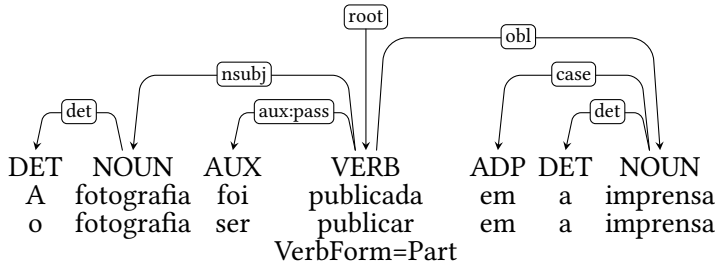 root
obl
nsubj
case
det
aux:pass
det
DET NOUN AUX VERB ADP DET NOUN
A fotografia foi publicada em a imprensa
o fotografia ser publicar em a imprensa
VerbForm=Part